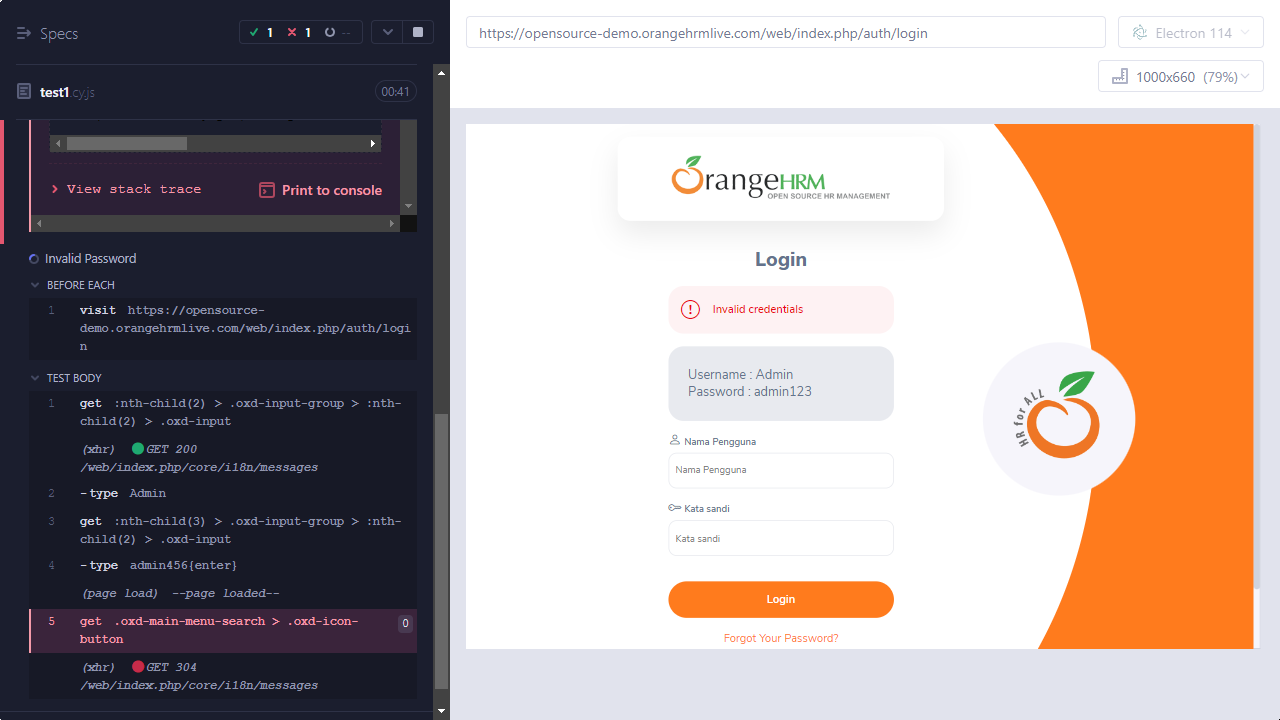 Specs
1
1
--
test1.cy.js
00:41
View stack trace
Print to console
Invalid Password
BEFORE EACH
1 visit https://opensource-
demo.orangehrmlive.com/web/index.php/auth/logi
n
TEST BODY
1 get :nth-child(2) > .oxd-input-group > :nth-
child(2) > .oxd-input
(xhr) GET 200
/web/index.php/core/i18n/messages
2 -type Admin
3 get :nth-child(3) > .oxd-input-group > :nth-
child(2) > .oxd-input
4 -type admin456{enter}
(page load) --page loaded--
5 get .oxd-main-menu-search > .oxd-icon-
button 0
(xhr) GET 304
/web/index.php/core/i18n/messages
https://opensource-demo.orangehrmlive.com/web/index.php/auth/login
Electron 114
1000x660 (79%)
OrangeHRM
OPEN SOURCE HR MANAGEMENT
Login
Invalid credentials
Username : Admin
Password : admin123
Nama Pengguna
Nama Pengguna
Kata sandi
Kata sandi
Login
Forgot Your Password?
HR for ALL